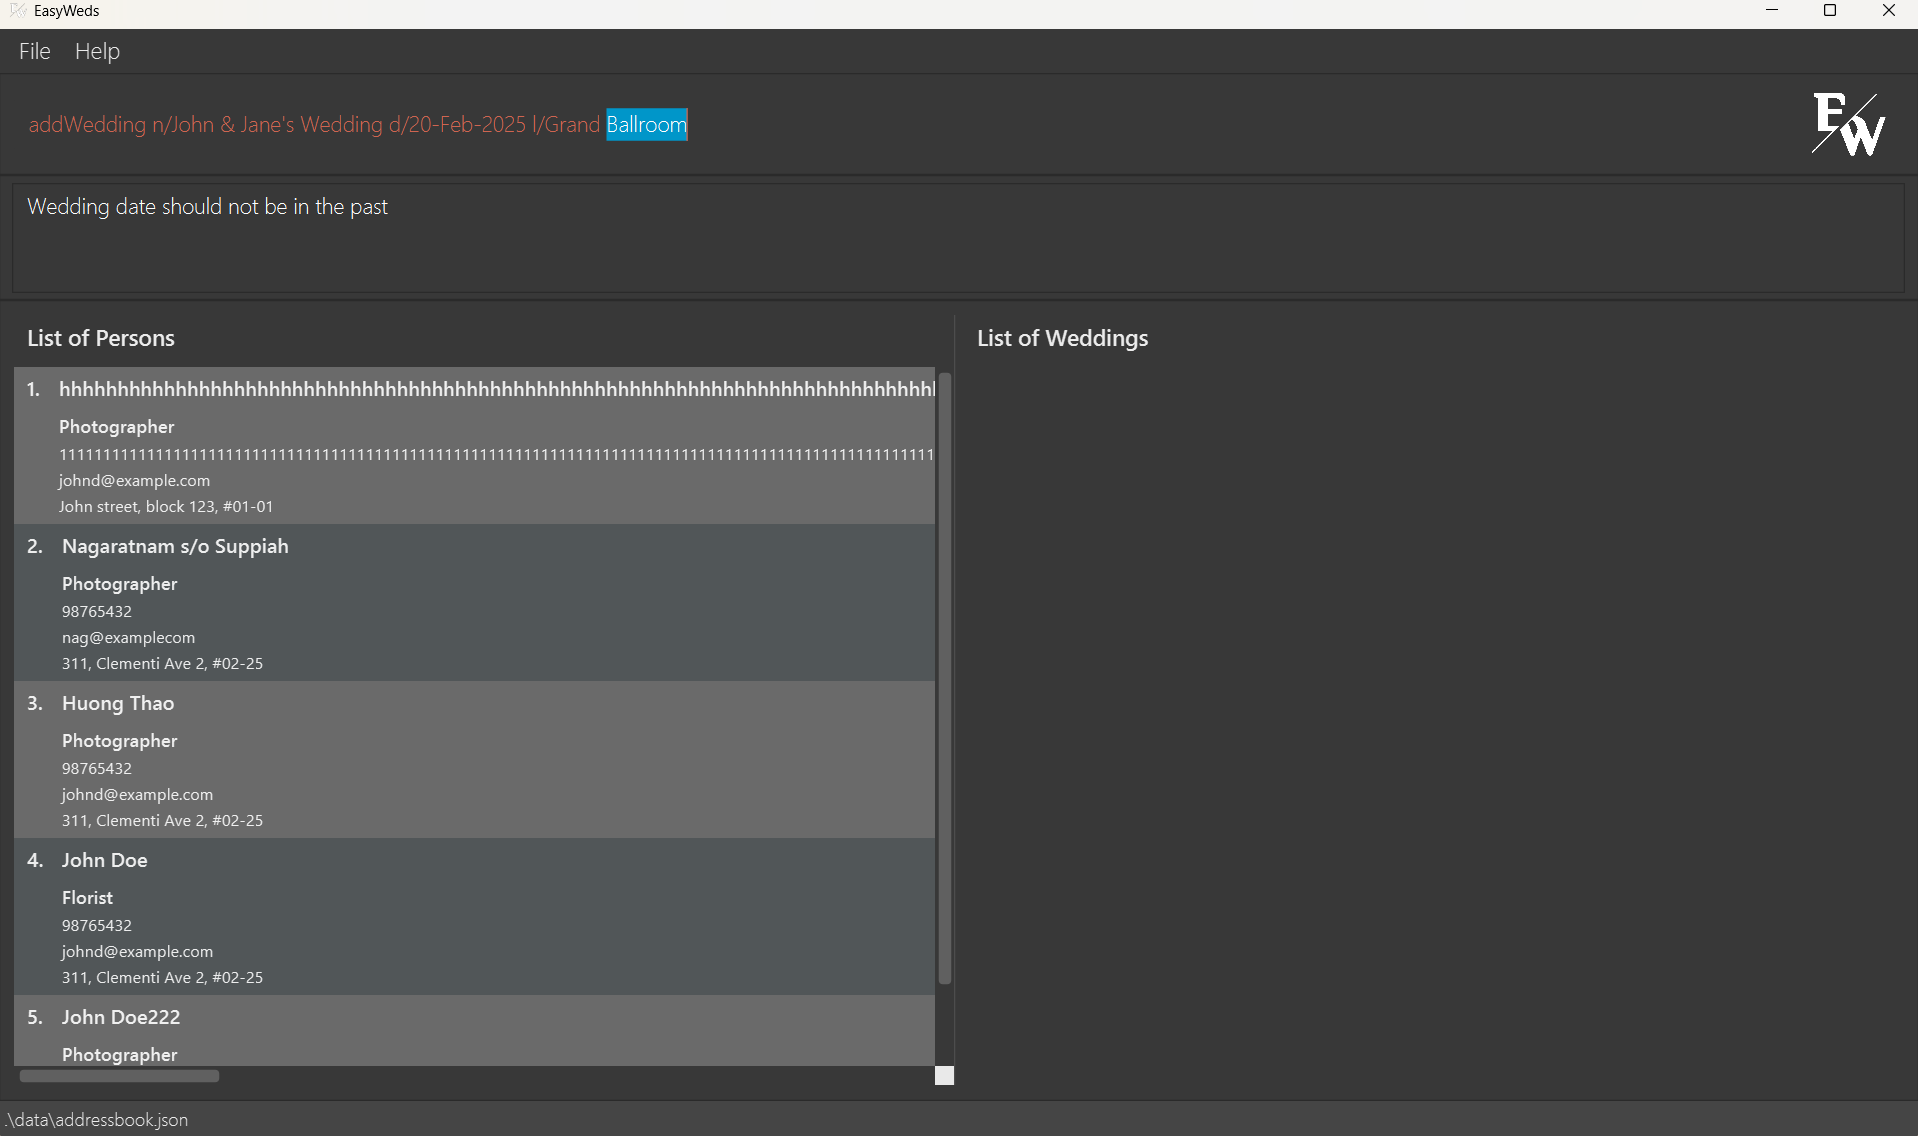 EasyWeds
File Help
addWedding n/John & Jane's Wedding d/20-Feb-2025 l/Grand Ballroom
EW
Wedding date should not be in the past
List of Persons
List of Weddings
Photographer
johnd@example.com
John street, block 123, #01-01
2. Nagaratnam s/o Suppiah
Photographer
98765432
nag@examplecom
311, Clementi Ave 2, #02-25
3. Huong Thao
Photographer
98765432
johnd@example.com
311, Clementi Ave 2, #02-25
4. John Doe
Florist
98765432
johnd@example.com
311, Clementi Ave 2, #02-25
5. John Doe222
Photographer
.\data\addressbook.json